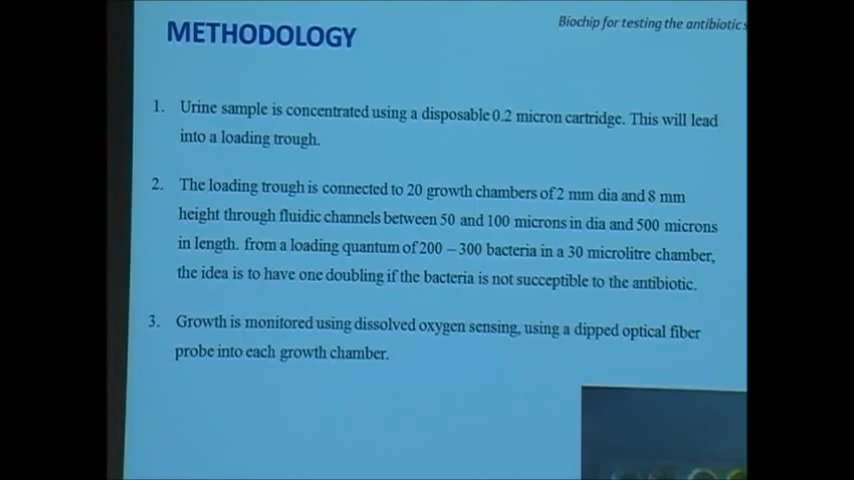 Biochip for testing the antibiotic s
METHODOLOGY
1. Urine sample is concentrated using a disposable 0.2 micron cartridge. This will lead
into a loading trough.
2. The loading trough is connected to 20 growth chambers of 2 mm dia and 8 mm
height through fluidic channels between 50 and 100 microns in dia and 500 microns
in length. from a loading quantum of 200 – 300 bacteria in a 30 microlitre chamber,
the idea is to have one doubling if the bacteria is not succeptible to the antibiotic.
3. Growth is monitored using dissolved oxygen sensing, using a dipped optical fiber
probe into each growth chamber.